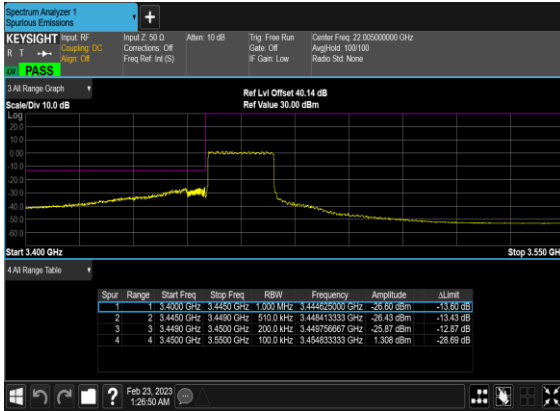 Spectrum Analyzer 1
Spurious Emissions
KEYSIGHT Input: RF Input Z: 50 Ω Atten: 10 dB Trig: Free Run Center Freq: 22.005000000 GHz
R T Coupling: DC Corrections: Off Gate: Off Avg|Hold: 100/100
Align: Off Freq Ref: Int (S) IF Gain: Low Radio Std: None
PASS
3 All Range Graph
Ref Lvl Offset 40.14 dB
Scale/Div 10.0 dB Ref Value 30.00 dBm
Log
20.0
10.0
0.00
-10.0
-20.0
-30.0
-40.0
-50.0
-60.0
Start 3.400 GHz Stop 3.550 GH
4 All Range Table
Spur Range Start Freq Stop Freq RBW Frequency Amplitude ΔLimit
1 1 3.4000 GHz 3.4450 GHz 1.000 MHz 3.444625000 GHz -26.60 dBm -13.60 dB
2 2 3.4450 GHz 3.4490 GHz 510.0 kHz 3.448413333 GHz -26.43 dBm -13.43 dB
3 3 3.4490 GHz 3.4500 GHz 200.0 kHz 3.449756667 GHz -25.87 dBm -12.87 dB
4 4 3.4500 GHz 3.5500 GHz 100.0 kHz 3.454833333 GHz 1.308 dBm -28.69 dB
Feb 23, 2023
1:26:50 AM